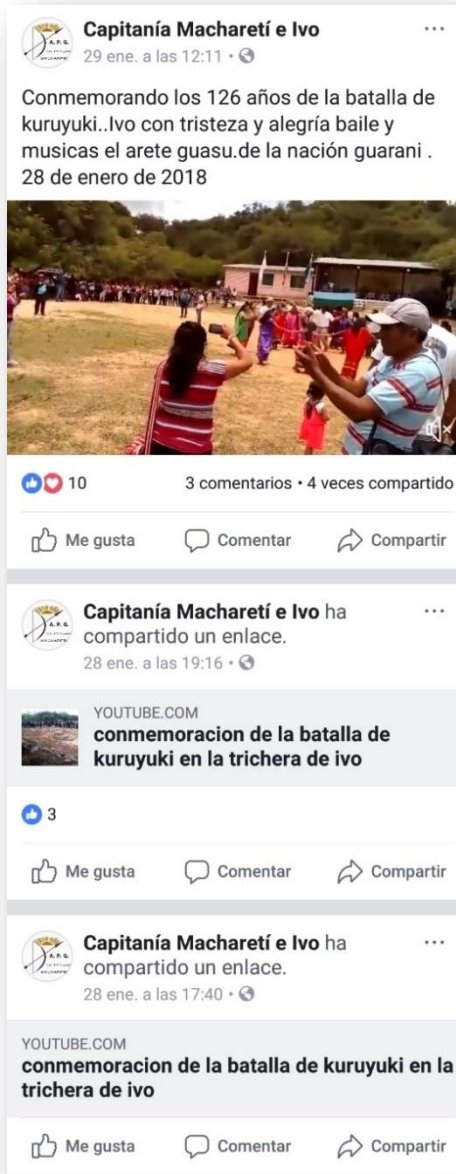 Capitanía Macharetí e Ivo
29 ene. a las 12:11 •
Conmemorando los 126 años de la batalla de
kuruyuki..Ivo con tristeza y alegría baile y
musicas el arete guasu.de la nación guarani .
28 de enero de 2018
10 3 comentarios • 4 veces compartido
Me gusta Comentar Compartir
A. P. G.
Capitanía Macharetí e Ivo ha
compartido un enlace.
28 ene. a las 19:16 •
YOUTUBE.COM
conmemoracion de la batalla de
kuruyuki en la trichera de ivo
3
Me gusta Comentar Compartir
A. P. G.
Capitanía Macharetí e Ivo ha
compartido un enlace.
28 ene. a las 17:40 •
YOUTUBE.COM
conmemoracion de la batalla de kuruyuki en la
trichera de ivo
Me gusta Comentar Compartir